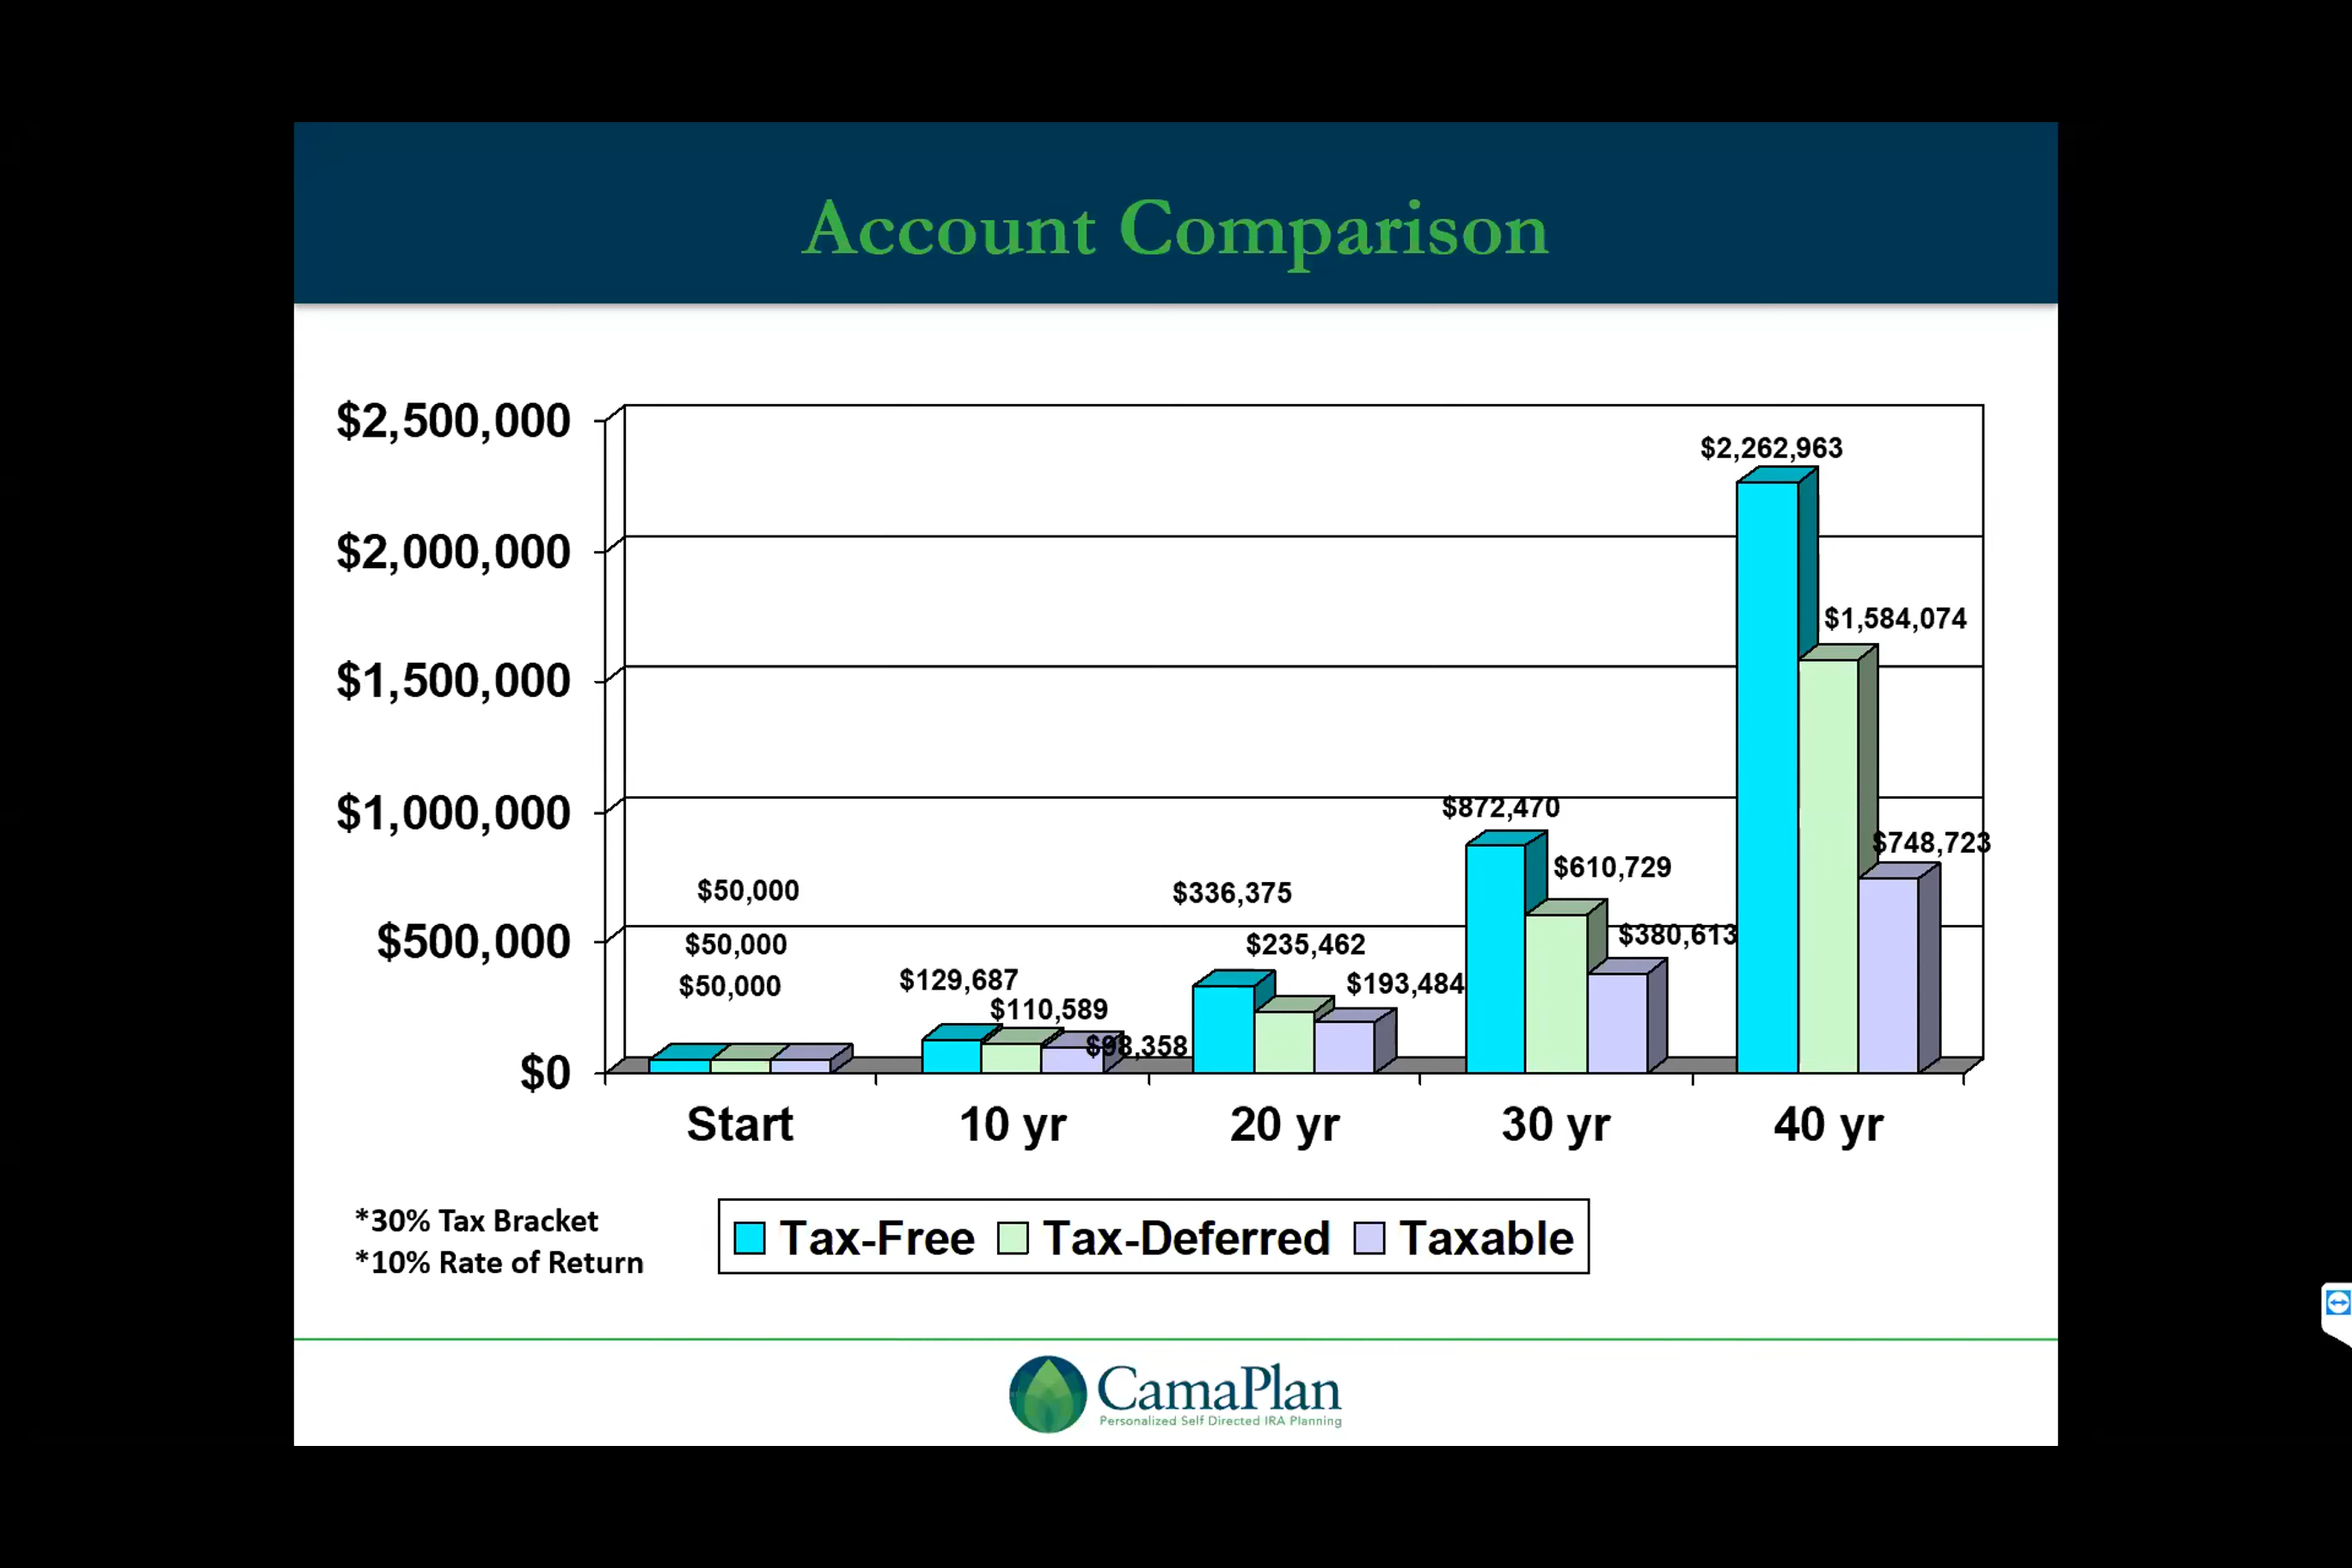 Account Comparison
$2,500,000
$2,000,000
$1,500,000
$1,000,000
$500,000
$0
$50,000
$50,000
$50,000
$129,687
$110,589
$98,358
$336,375
$235,462
$193,484
$872,470
$610,729
$380,613
$2,262,963
$1,584,074
$748,723
Start
10 yr
20 yr
30 yr
40 yr
*30% Tax Bracket
*10% Rate of Return
Tax-Free Tax-Deferred Taxable
CamaPlan
Personalized Self Directed IRA Planning